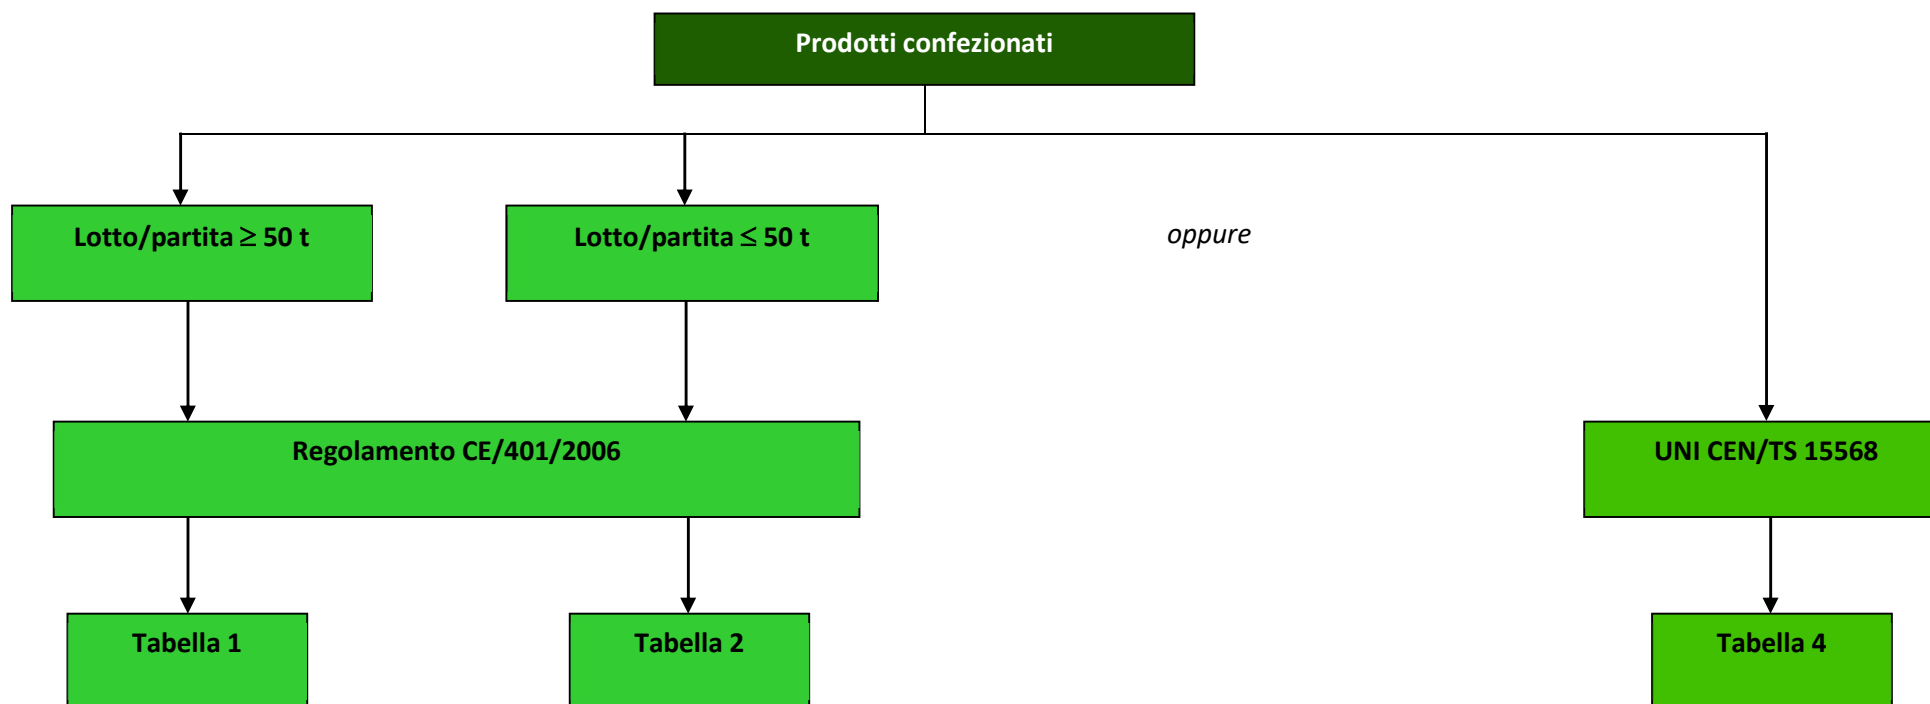 Prodotti confezionati
Lotto/partita ≥ 50 t
Lotto/partita ≤ 50 t
oppure
Regolamento CE/401/2006
UNI CEN/TS 15568
Tabella 1
Tabella 2
Tabella 4